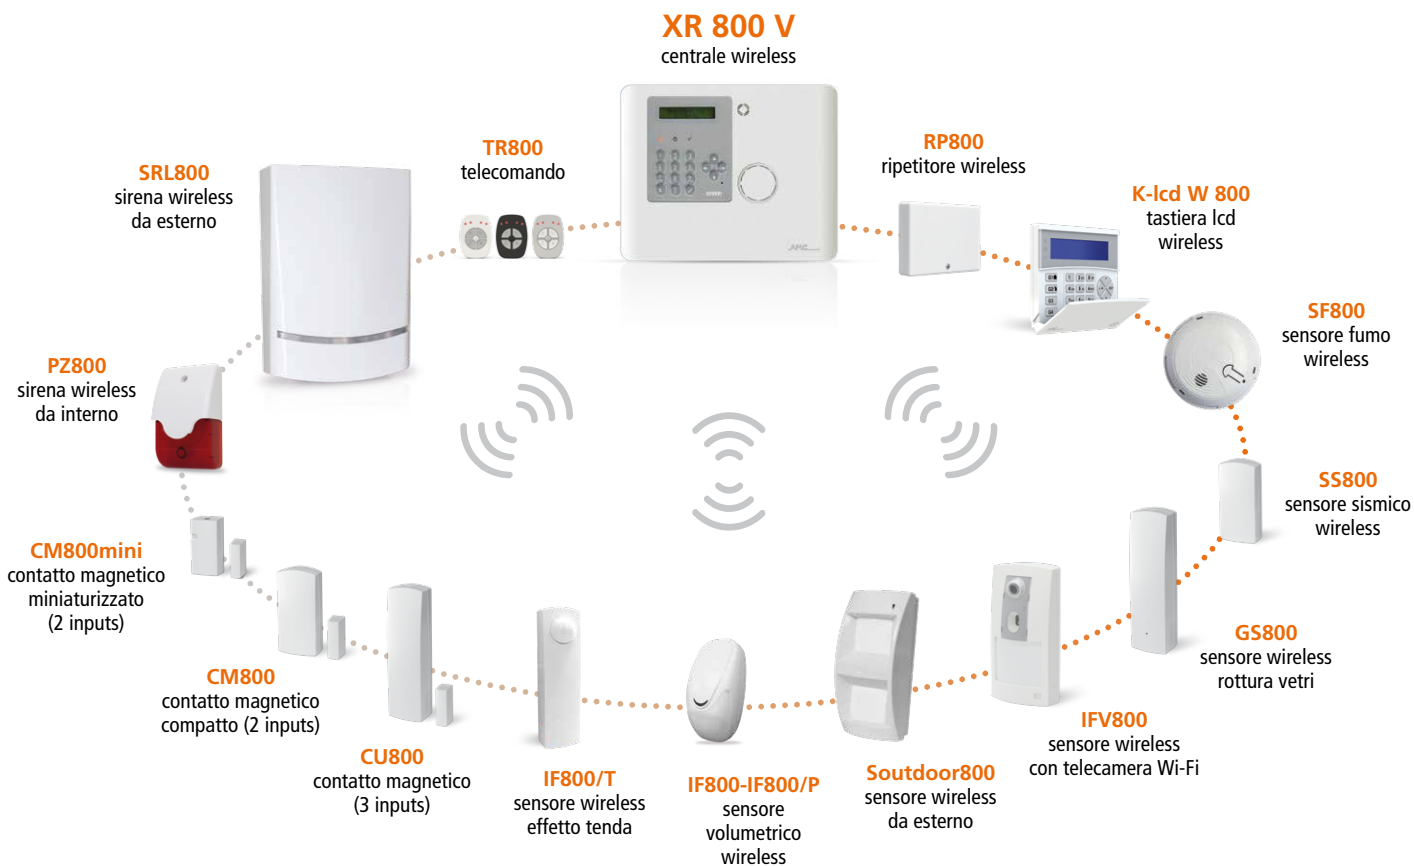 XR 800 V
centrale wireless
TR800
telecomando
RP800
ripetitore wireless
SRL800
sirena wireless
da esterno
K-lcd W 800
tastiera lcd
wireless
SF800
sensore fumo
wireless
PZ800
sirena wireless
da interno
SS800
sensore sismico
wireless
CM800mini
contatto magnetico
miniaturizzato
(2 inputs)
GS800
sensore wireless
rottura vetri
CM800
contatto magnetico
compatto (2 inputs)
IFV800
sensore wireless
con telecamera Wi-Fi
CU800
contatto magnetico
(3 inputs)
IF800/T
sensore wireless
effetto tenda
IF800-IF800/P
sensore
volumetrico
wireless
Soutdoor800
sensore wireless
da esterno